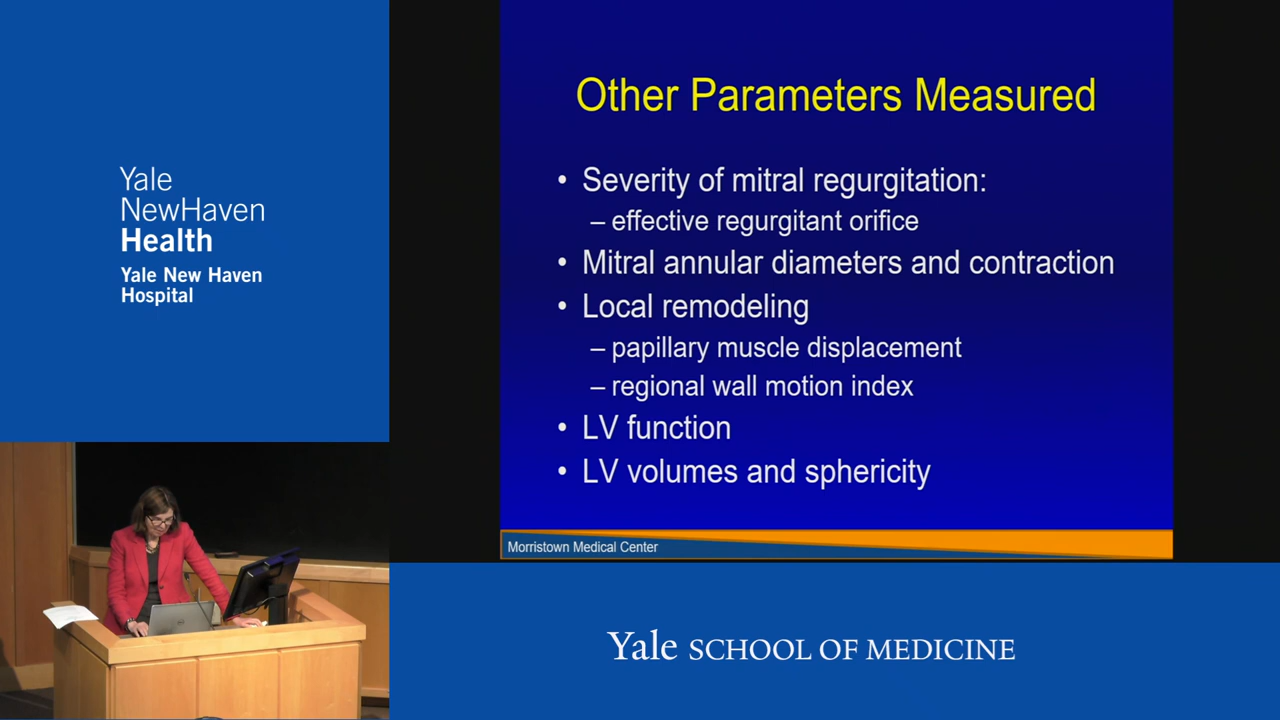 Yale
NewHaven
Health
Yale New Haven
Hospital
Other Parameters Measured
• Severity of mitral regurgitation:
– effective regurgitant orifice
• Mitral annular diameters and contraction
• Local remodeling
– papillary muscle displacement
– regional wall motion index
• LV function
• LV volumes and sphericity
Morristown Medical Center
Yale SCHOOL OF MEDICINE